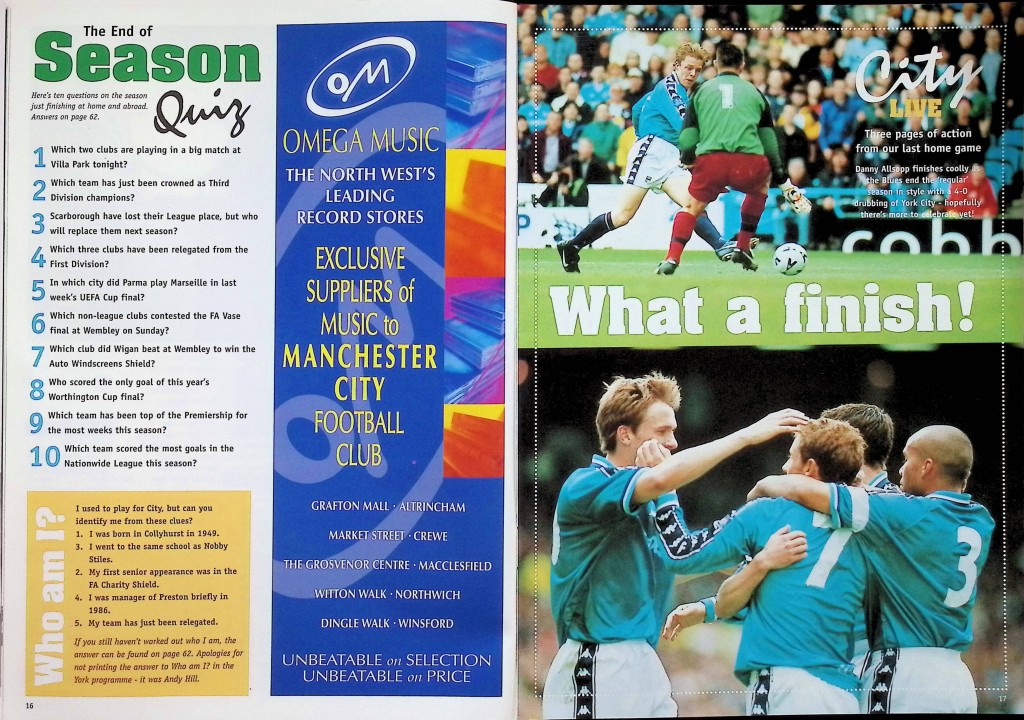 The End of
Season
Quiz
Here's ten questions on the season
just finishing at home and abroad.
Answers on page 62.
1 Which two clubs are playing in a big match at
Villa Park tonight?
2 Which team has just been crowned as Third
Division champions?
3 Scarborough have lost their League place, but who
will replace them next season?
4 Which three clubs have been relegated from the
First Division?
5 In which city did Parma play Marseille in last
week's UEFA Cup final?
6 Which non-league clubs contested the FA Vase
final at Wembley on Sunday?
7 Which club did Wigan beat at Wembley to win the
Auto Windscreens Shield?
8 Who scored the only goal of this year's
Worthington Cup final?
9 Which team has been top of the Premiership for
the most weeks this season?
10 Which team scored the most goals in the
Nationwide League this season?
Who am I?
I used to play for City, but can you
identify me from these clues?
1. I was born in Collyhurst in 1949.
3. I went to the same school as Nobby
Stiles.
2. My first senior appearance was in the
FA Charity Shield.
4. I was manager of Preston briefly in
1986.
5. My team has just been relegated.
If you still haven't worked out who I am, the
answer can be found on page 62. Apologies for
not printing the answer to Who am I? in the
York programme - it was Andy Hill.
16
OM
OMEGA MUSIC
THE NORTH WEST'S
LEADING
RECORD STORES
EXCLUSIVE
SUPPLIERS of
MUSIC to
MANCHESTER
CITY
FOOTBALL
CLUB
GRAFTON MALL · ALTRINCHAM
MARKET STREET · CREWE
THE GROSVENOR CENTRE · MACCLESFIELD
WITTON WALK · NORTHWICH
DINGLE WALK · WINSFORD
UNBEATABLE on SELECTION
UNBEATABLE on PRICE
City
LIVE
Three pages of action
from our last home game
Danny Allsopp finishes coolly as
the Blues end the regular
season in style with a 4-0
drubbing of York City - hopefully
there's more to celebrate yet!
1
cobb
What a finish!
7
3
17